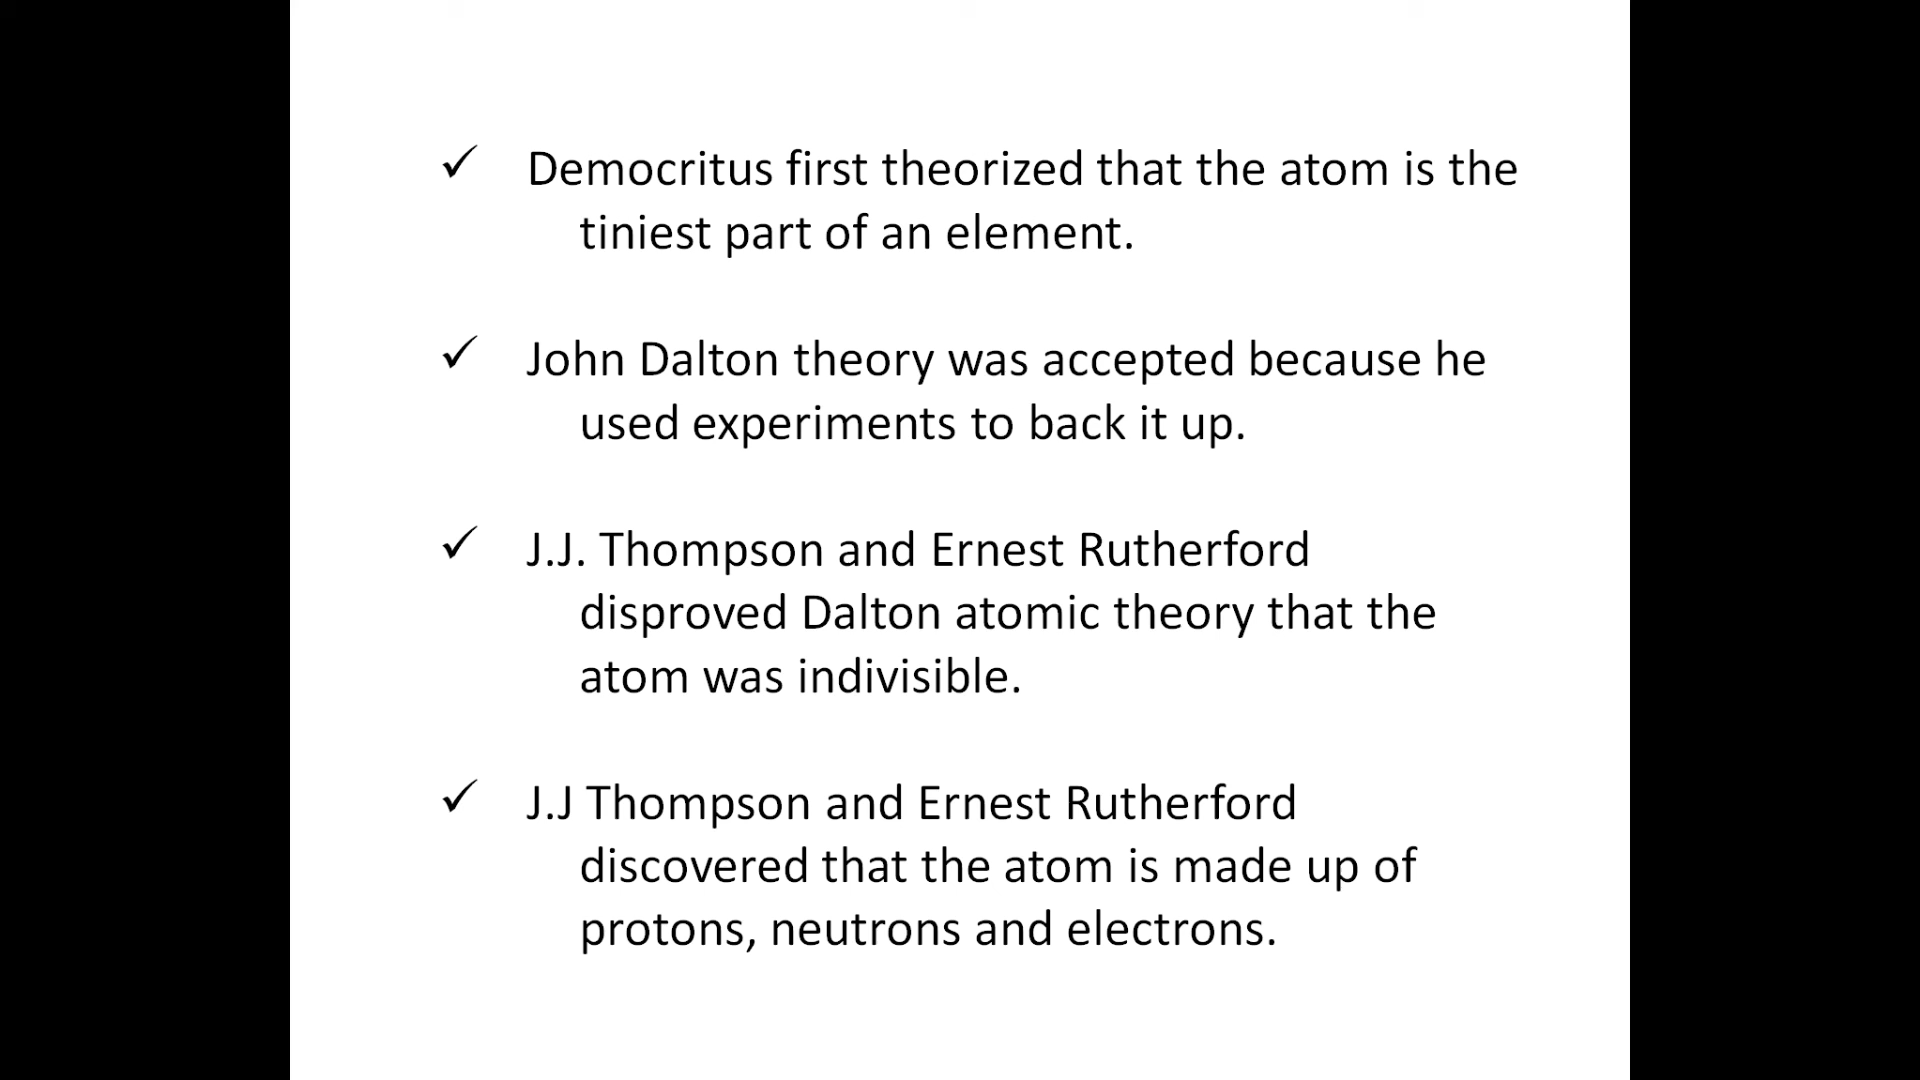 ✓ Democritus first theorized that the atom is the
tiniest part of an element.
✓ John Dalton theory was accepted because he
used experiments to back it up.
✓ J.J. Thompson and Ernest Rutherford
disproved Dalton atomic theory that the
atom was indivisible.
✓ J.J Thompson and Ernest Rutherford
discovered that the atom is made up of
protons, neutrons and electrons.